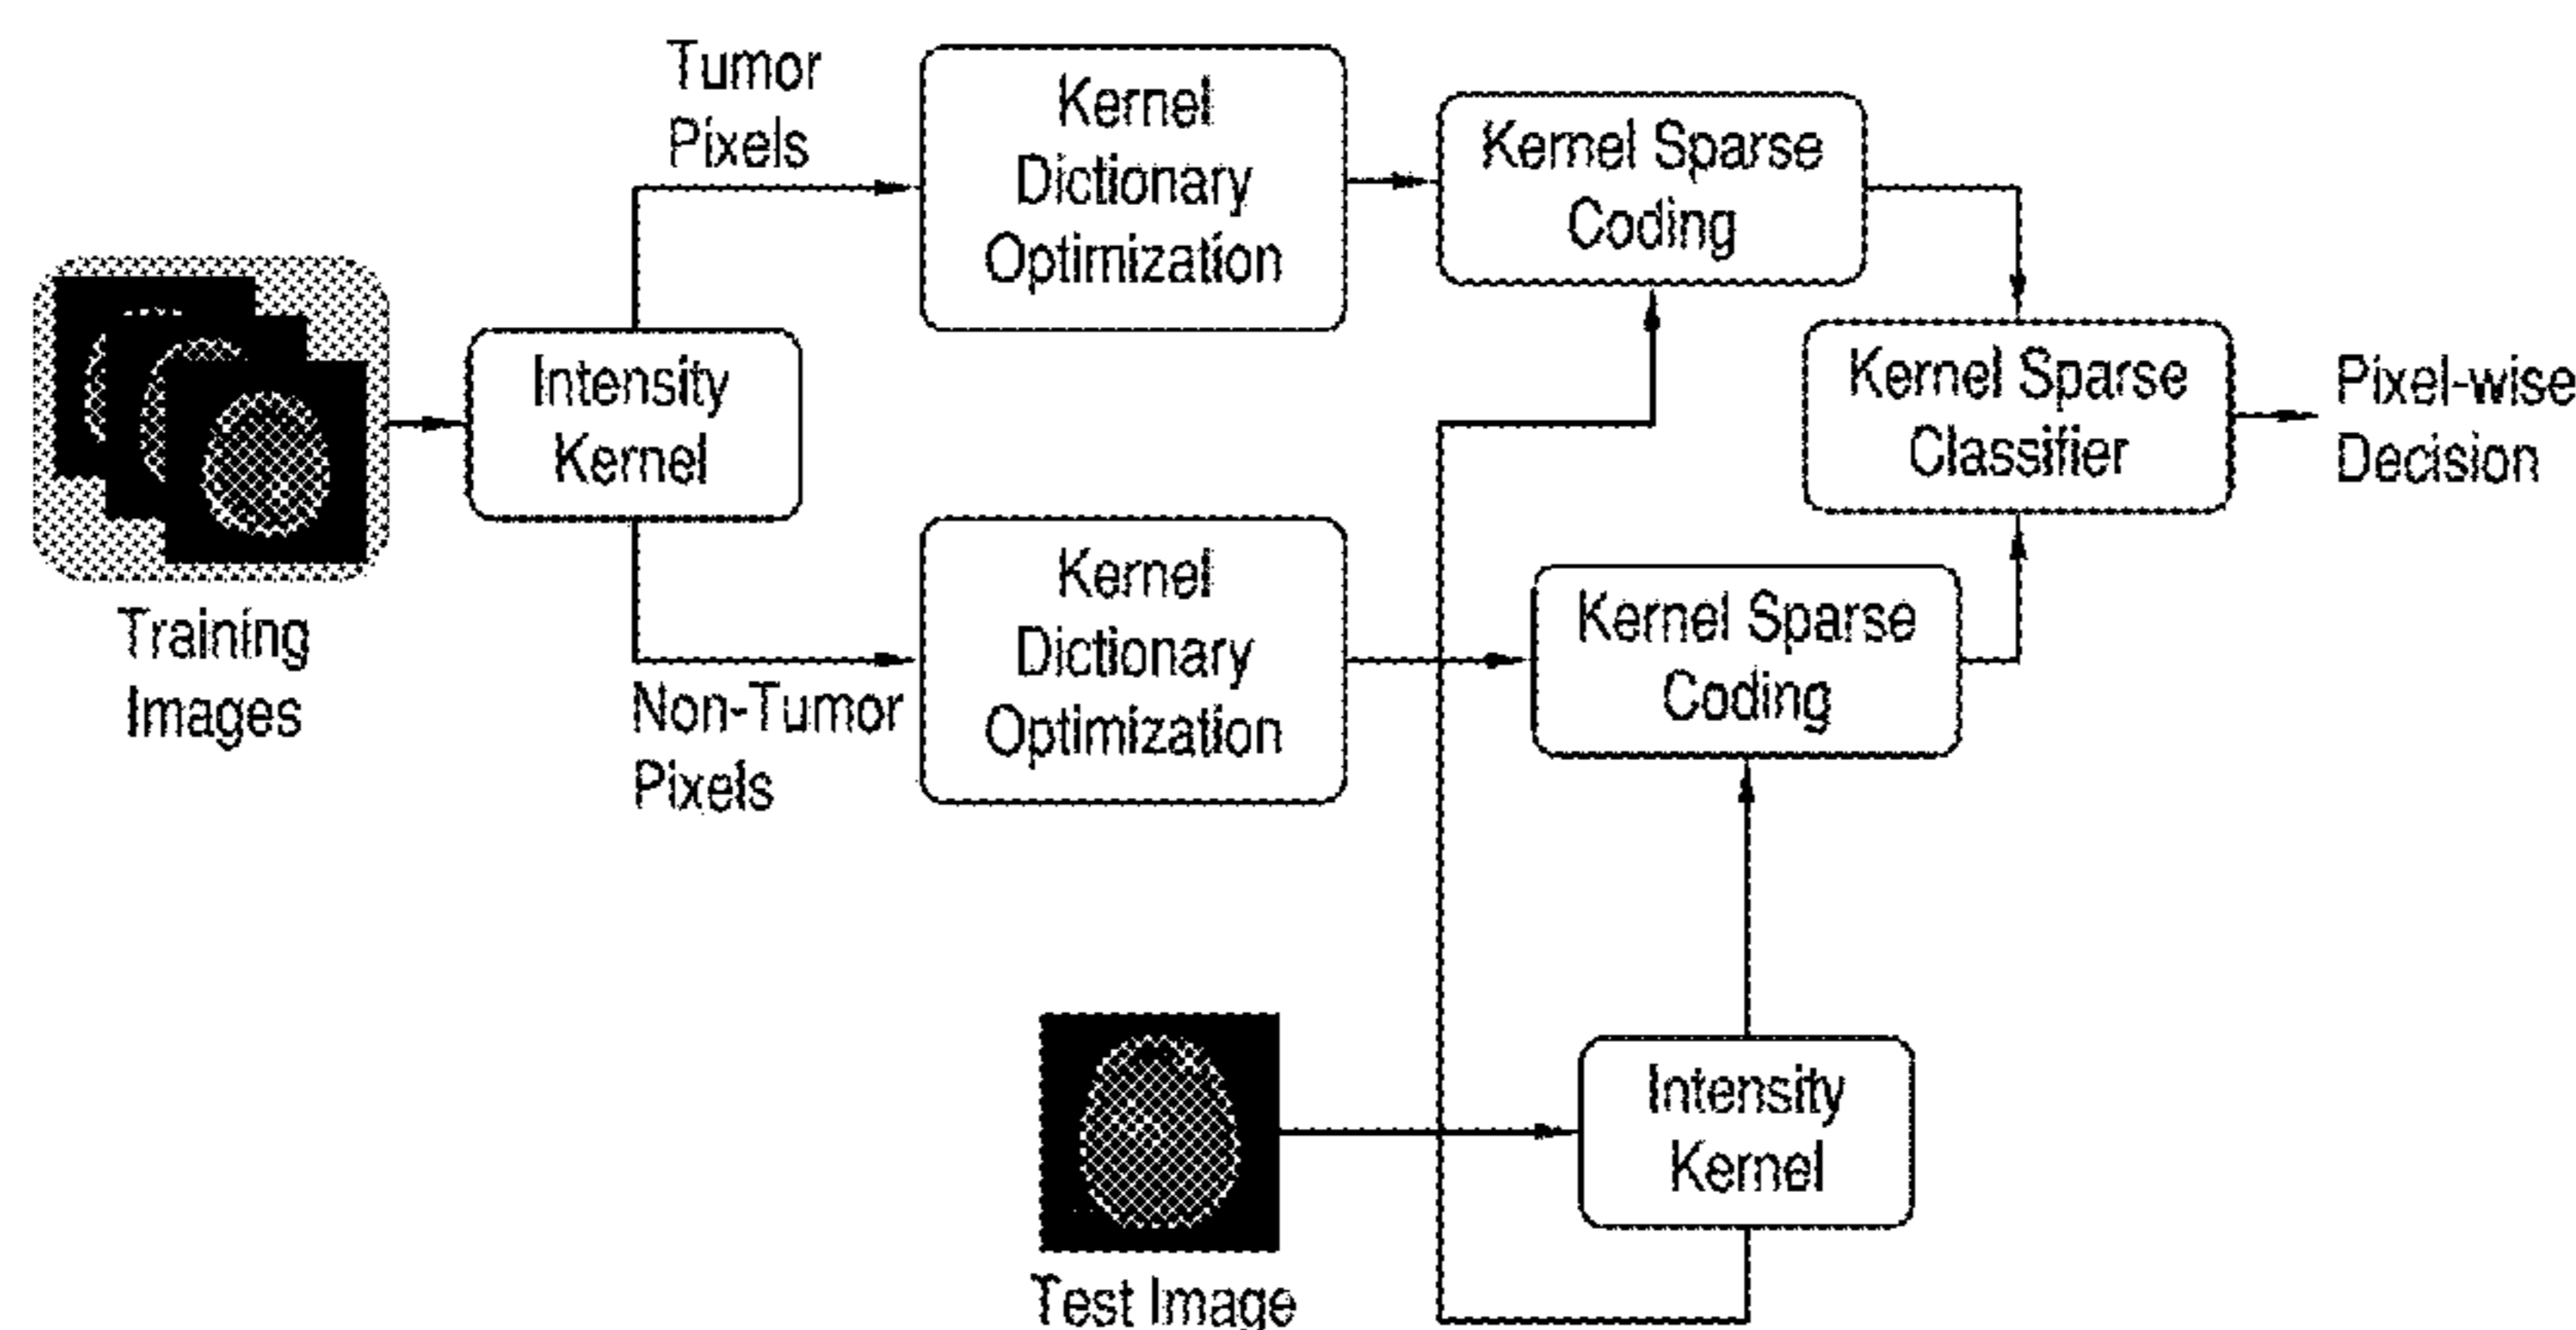 Tumor
Pixels
Kernel
Dictionary
Optimization
Kernel Sparse
Coding
Intensity
Kernel
Kernel Sparse
Classifier
Pixel-wise
Decision
Training
Images
Non-Tumor
Pixels
Kernel
Dictionary
Optimization
Kernel Sparse
Coding
Intensity
Kernel
Test Image